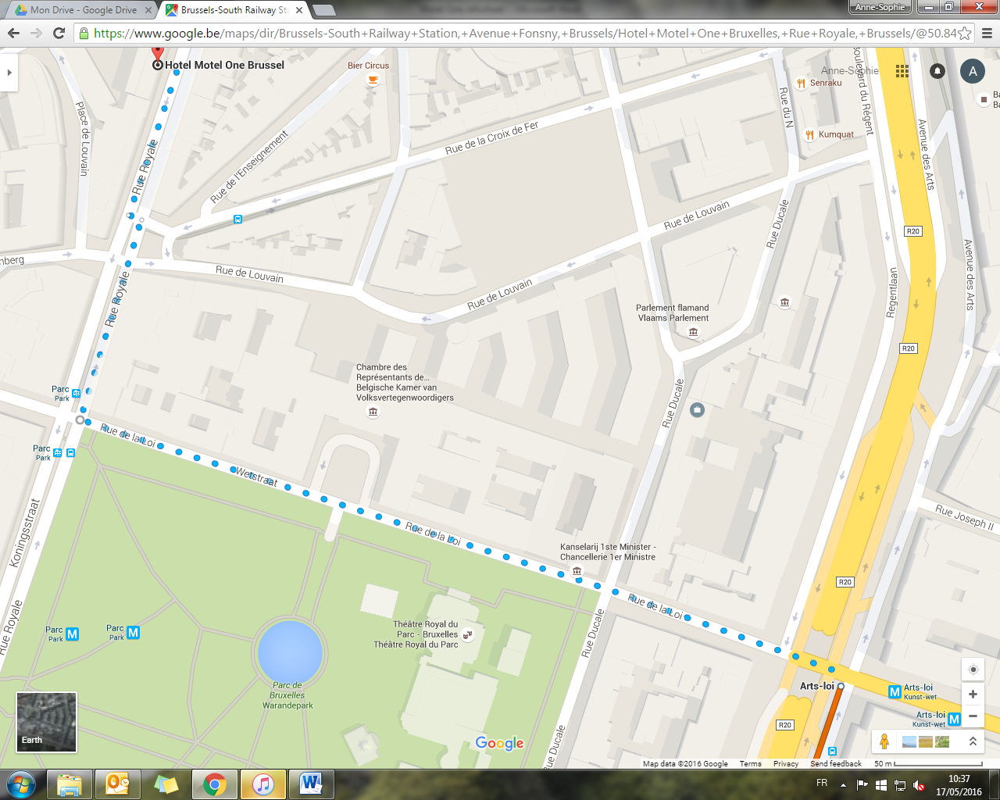 Mon Drive - Google Drive
Brussels-South Railway Sta
Anne-Sophie
https://www.google.be/maps/dir/Brussels-South+Railway+Station,+Avenue+Fonsny,+Brussels/Hotel+Motel+One+Bruxelles,+Rue+Royale,+Brussels/@50.84
Hotel Motel One Brussel
Bier Circus
Anne-Sophie
A
Senraku
Kumquat
Ba
Ba
Place de Louvain
Rue Royale
Rue de l'Enseignement
Rue de la Croix de Fer
Rue du N
Boulevard du Régent
Avenue des Arts
Rue de Louvain
Rue Ducale
R20
nberg
Rue de Louvain
Rue Royale
Rue de Louvain
Regentlaan
Avenue des Arts
Parlement flamand
Vlaams Parlement
R20
Chambre des
Représentants de...
Belgische Kamer van
Volksvertegenwoordigers
Parc
Park
Rue Ducale
Rue de la Loi
Parc
Park
Wetstraat
Koningsstraat
Rue de la Loi
Rue Joseph II
Kanselarij 1ste Minister -
Chancellerie 1er Ministre
R20
Rue de la Loi
Rue Royale
Parc
Park
M
Parc
Park
M
Théâtre Royal du
Parc - Bruxelles
Théâtre Royal du Parc
Rue Ducale
Parc de
Bruxelles
Warandepark
Arts-loi
M
Arts-loi
Kunst-wet
Arts-loi
Kunst-wet
M
R20
Rue Ducale
Earth
Google
Map data ©2016 Google
Terms
Privacy
Send feedback
50 m
FR
10:37
17/05/2016